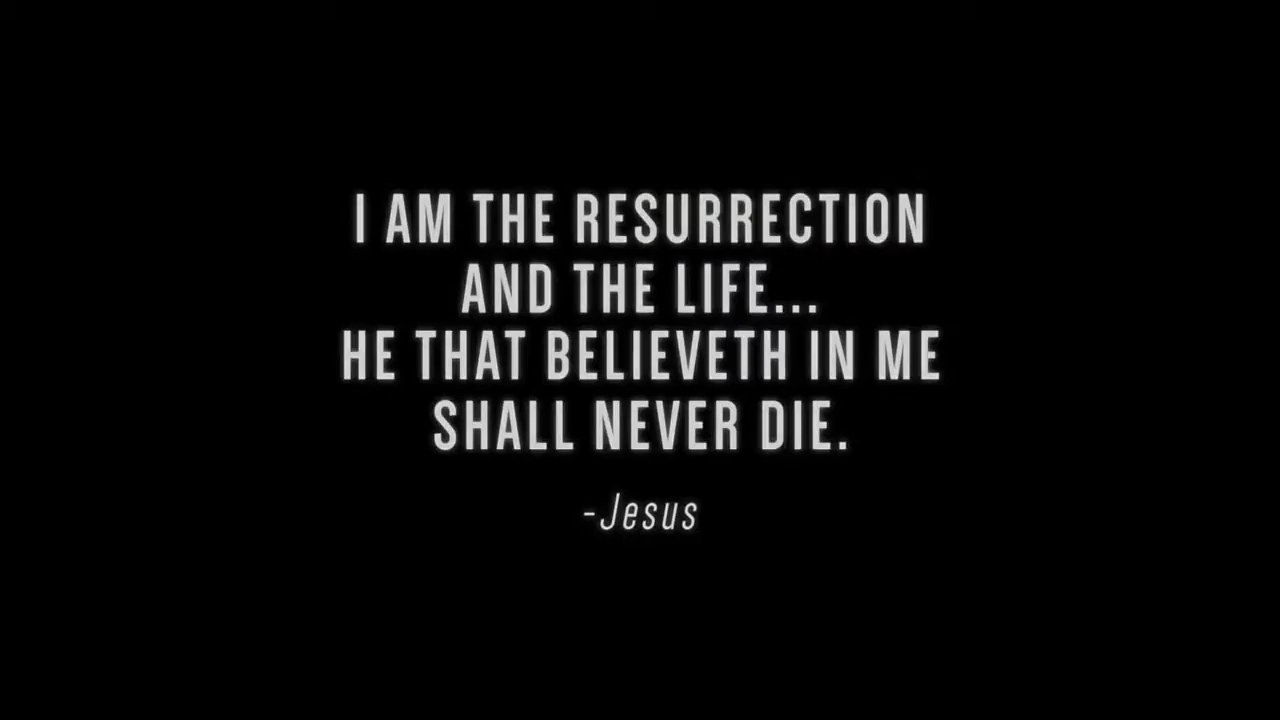 I AM THE RESURRECTION
AND THE LIFE...
HE THAT BELIEVETH IN ME
SHALL NEVER DIE.
-Jesus